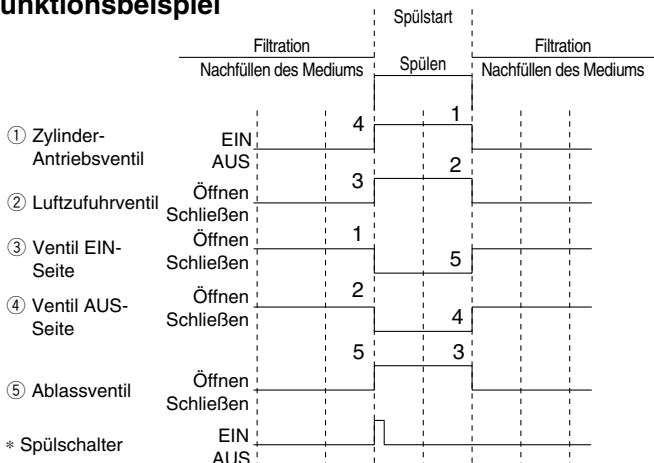 unktionsbeispiel
Spülstart
Filtration
Filtration
Nachfüllen des Mediums
Spülen
Nachfüllen des Mediums
① Zylinder-
Antriebsventil
EIN
AUS
4
1
② Luftzufuhrventil
Öffnen
Schließen
3
2
③ Ventil EIN-
Seite
Öffnen
Schließen
1
5
④ Ventil AUS-
Seite
Öffnen
Schließen
2
4
⑤ Ablassventil
Öffnen
Schließen
5
3
* Spülschalter
EIN
AUS